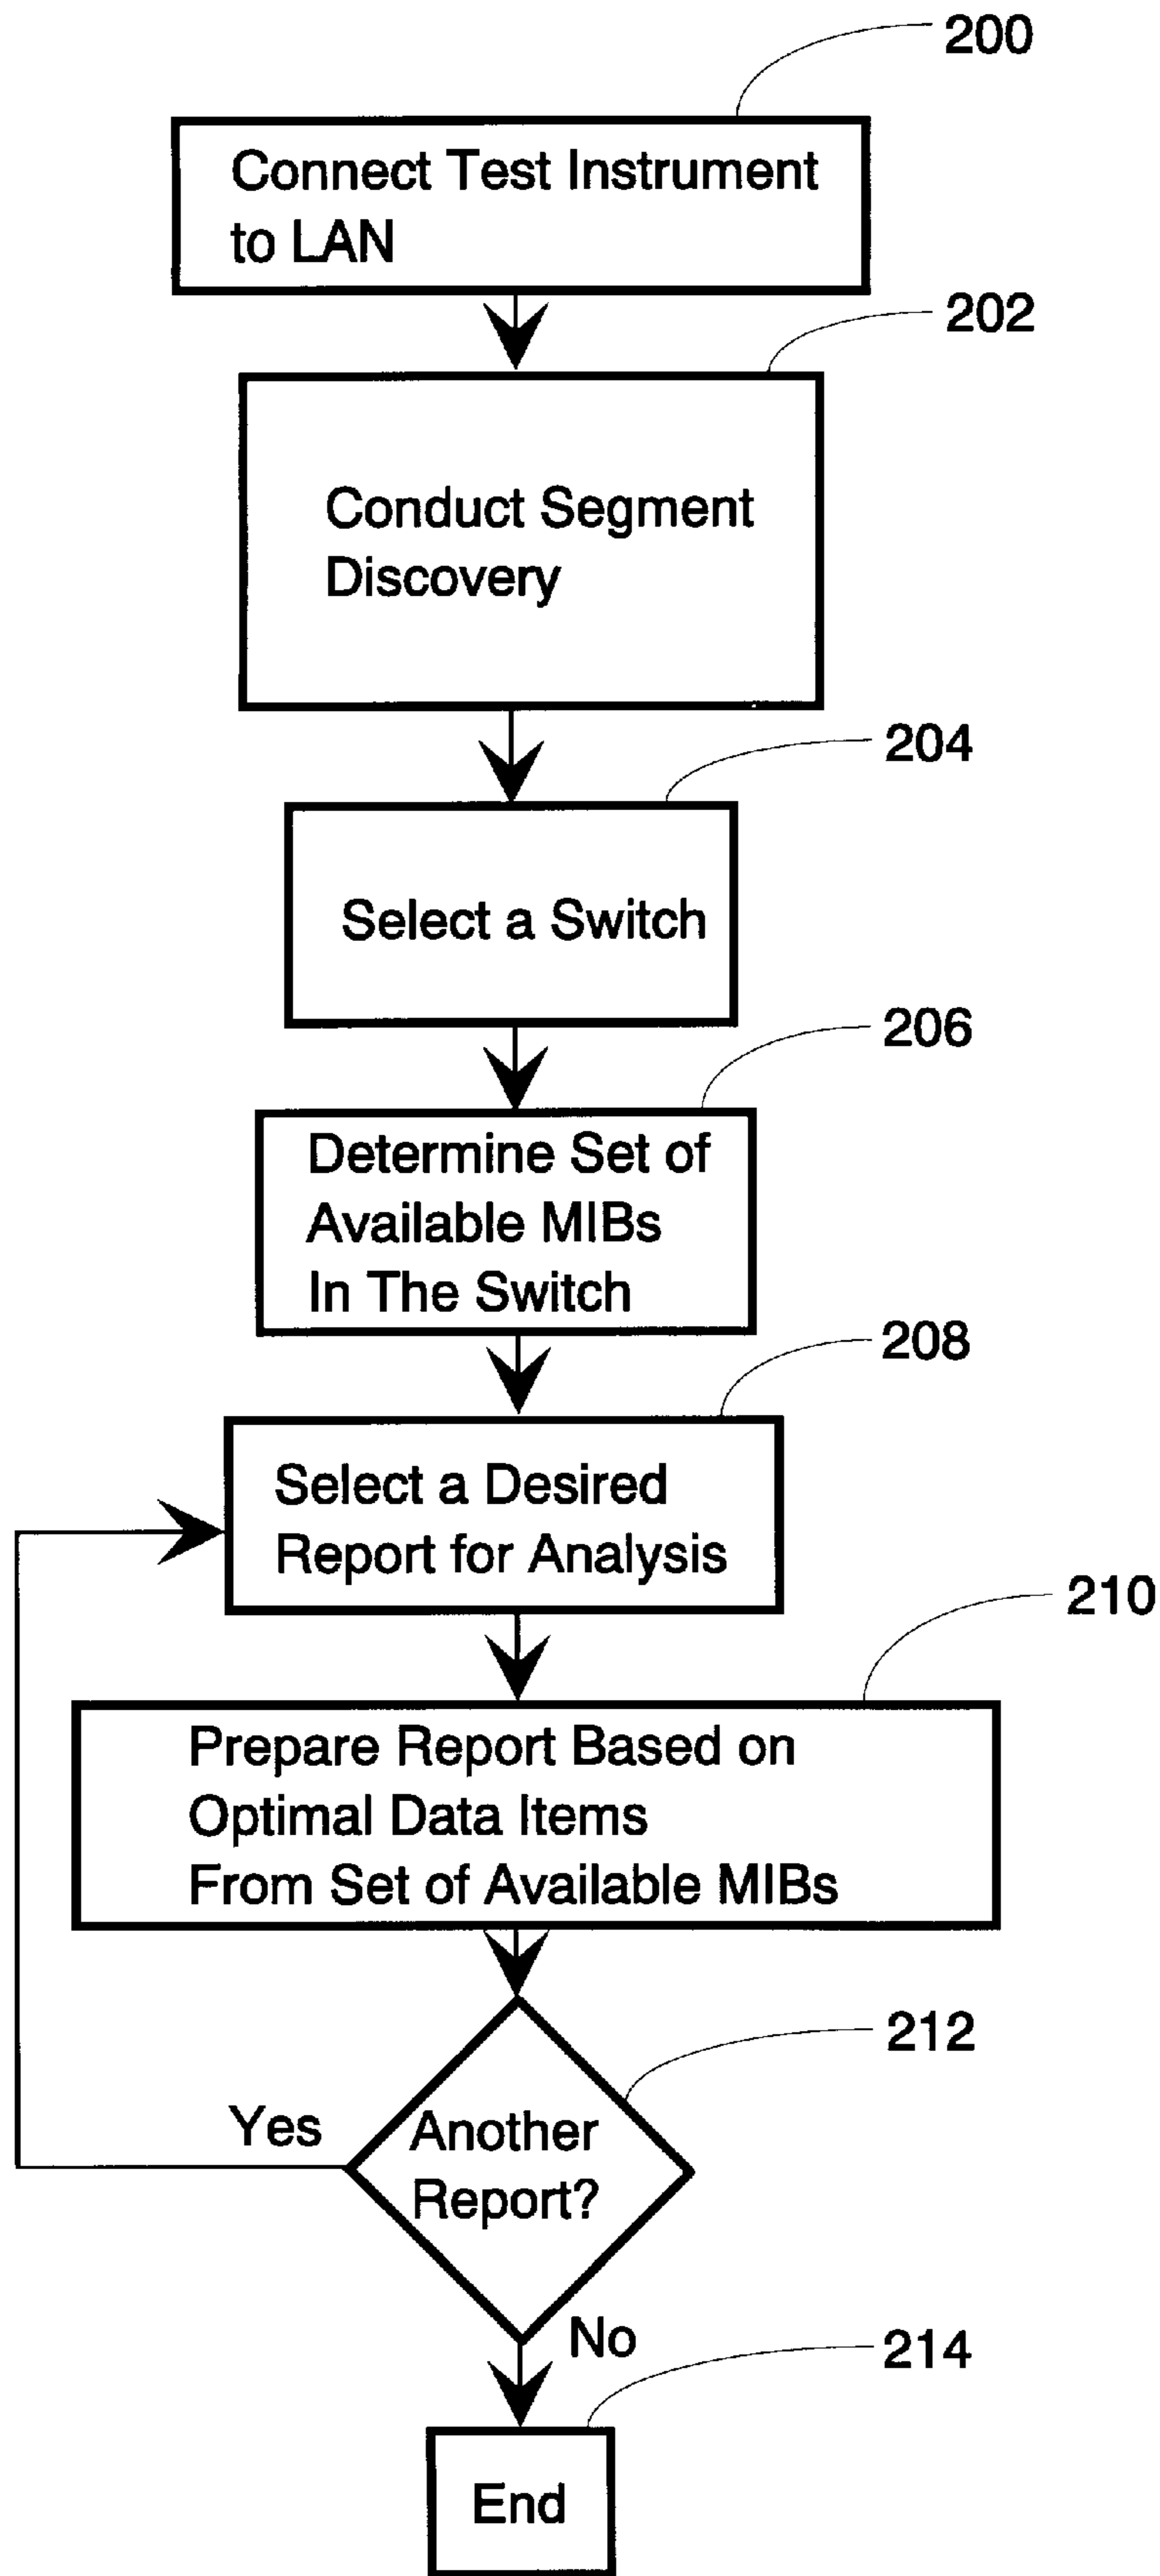 200
Connect Test Instrument
to LAN
202
Conduct Segment
Discovery
204
Select a Switch
206
Determine Set of
Available MIBs
In The Switch
208
Select a Desired
Report for Analysis
210
Prepare Report Based on
Optimal Data Items
From Set of Available MIBs
212
Yes
Another
Report?
No
214
End